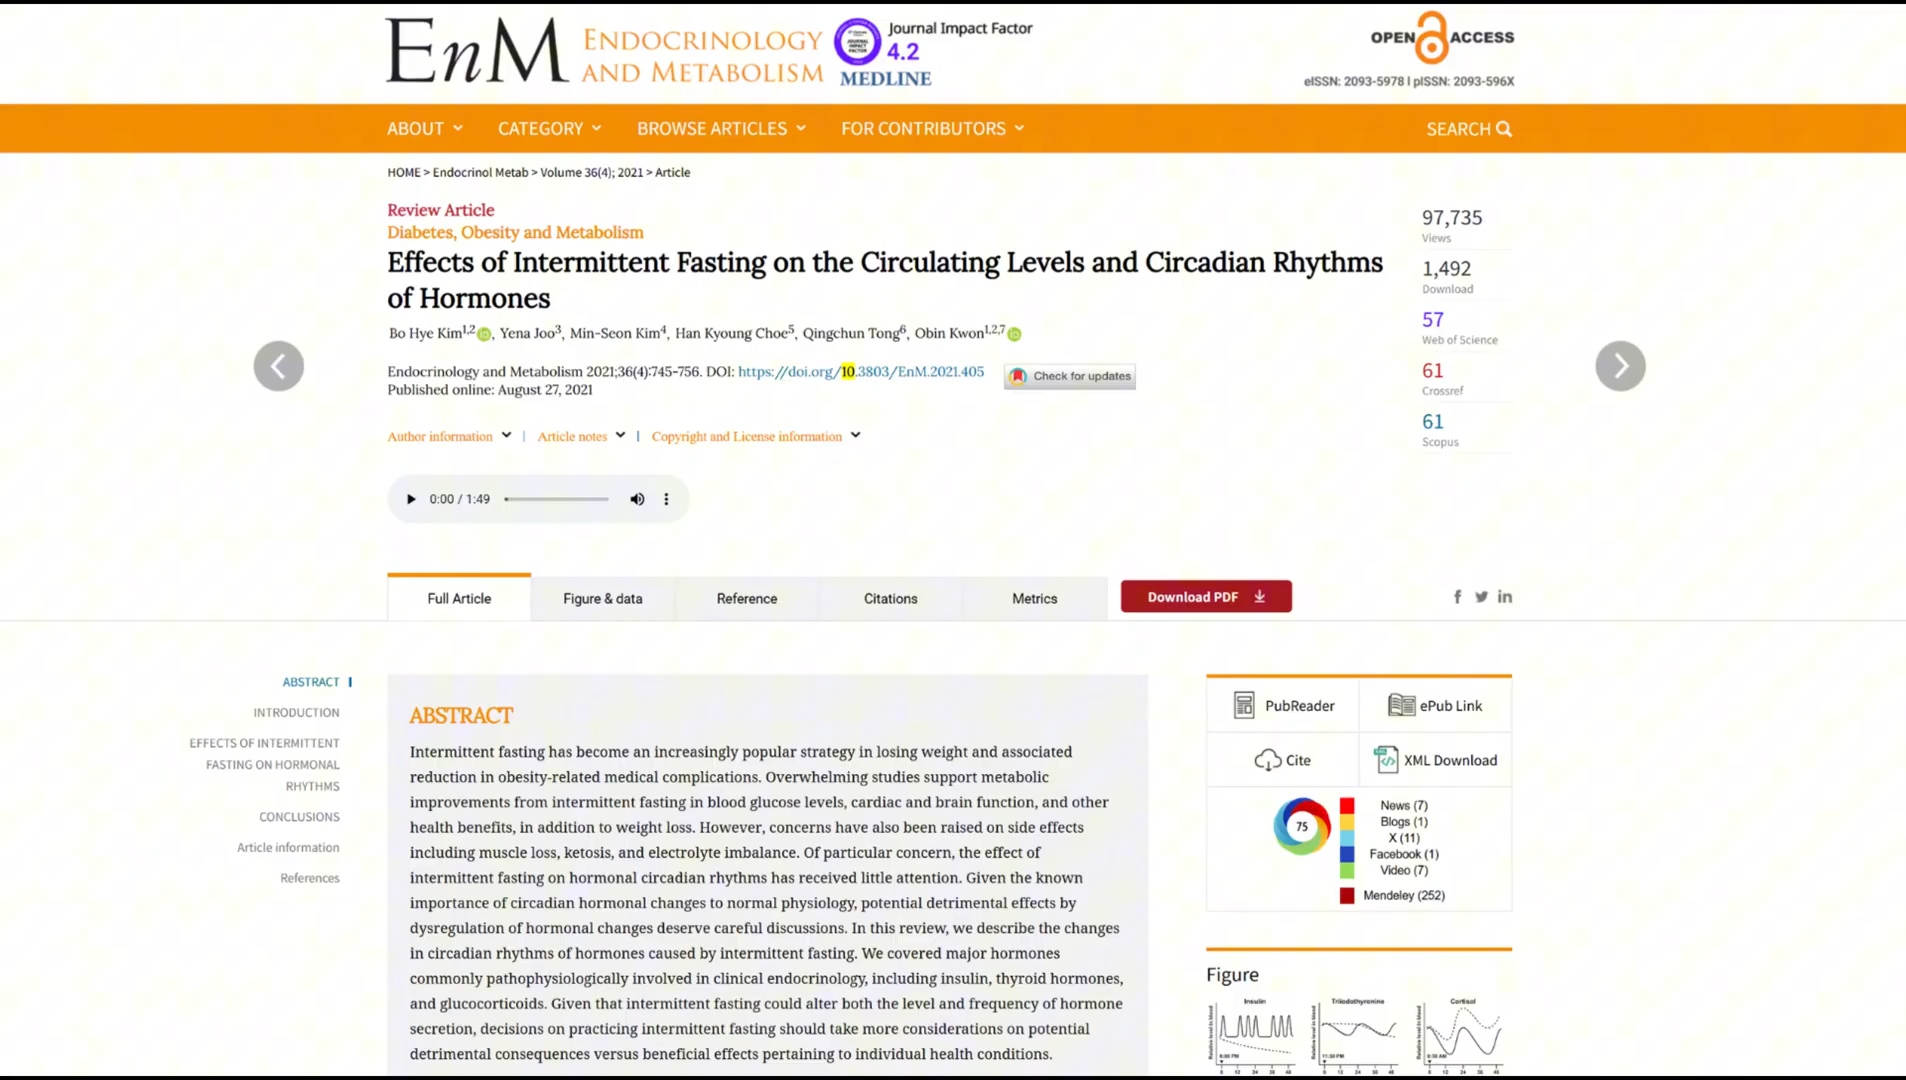 EnM ENDOCRINOLOGY AND METABOLISM
JOURNAL IMPACT FACTOR
Journal Impact Factor
4.2
MEDLINE
OPEN ACCESS
eISSN: 2093-5978 I pISSN: 2093-596X
ABOUT CATEGORY BROWSE ARTICLES FOR CONTRIBUTORS SEARCH
HOME > Endocrinol Metab > Volume 36(4); 2021 > Article
Review Article
Diabetes, Obesity and Metabolism
Effects of Intermittent Fasting on the Circulating Levels and Circadian Rhythms
of Hormones
Bo Hye Kim1,2, Yena Joo3, Min-Seon Kim4, Han Kyoung Choe5, Qingchun Tong6, Obin Kwon1,2,7
Endocrinology and Metabolism 2021;36(4):745-756. DOI: https://doi.org/10.3803/EnM.2021.405
Published online: August 27, 2021
Check for updates
Author information | Article notes | Copyright and License information
97,735
Views
1,492
Download
57
Web of Science
61
Crossref
61
Scopus
0:00 / 1:49
Full Article Figure & data Reference Citations Metrics Download PDF
f in
ABSTRACT
INTRODUCTION
EFFECTS OF INTERMITTENT
FASTING ON HORMONAL
RHYTHMS
CONCLUSIONS
Article information
References
ABSTRACT
Intermittent fasting has become an increasingly popular strategy in losing weight and associated
reduction in obesity-related medical complications. Overwhelming studies support metabolic
improvements from intermittent fasting in blood glucose levels, cardiac and brain function, and other
health benefits, in addition to weight loss. However, concerns have also been raised on side effects
including muscle loss, ketosis, and electrolyte imbalance. Of particular concern, the effect of
intermittent fasting on hormonal circadian rhythms has received little attention. Given the known
importance of circadian hormonal changes to normal physiology, potential detrimental effects by
dysregulation of hormonal changes deserve careful discussions. In this review, we describe the changes
in circadian rhythms of hormones caused by intermittent fasting. We covered major hormones
commonly pathophysiologically involved in clinical endocrinology, including insulin, thyroid hormones,
and glucocorticoids. Given that intermittent fasting could alter both the level and frequency of hormone
secretion, decisions on practicing intermittent fasting should take more considerations on potential
detrimental consequences versus beneficial effects pertaining to individual health conditions.
PubReader ePub Link
Cite XML Download
75
News (7)
Blogs (1)
X (11)
Facebook (1)
Video (7)
Mendeley (252)
Figure
Insulin Triiodothyronine Cortisol